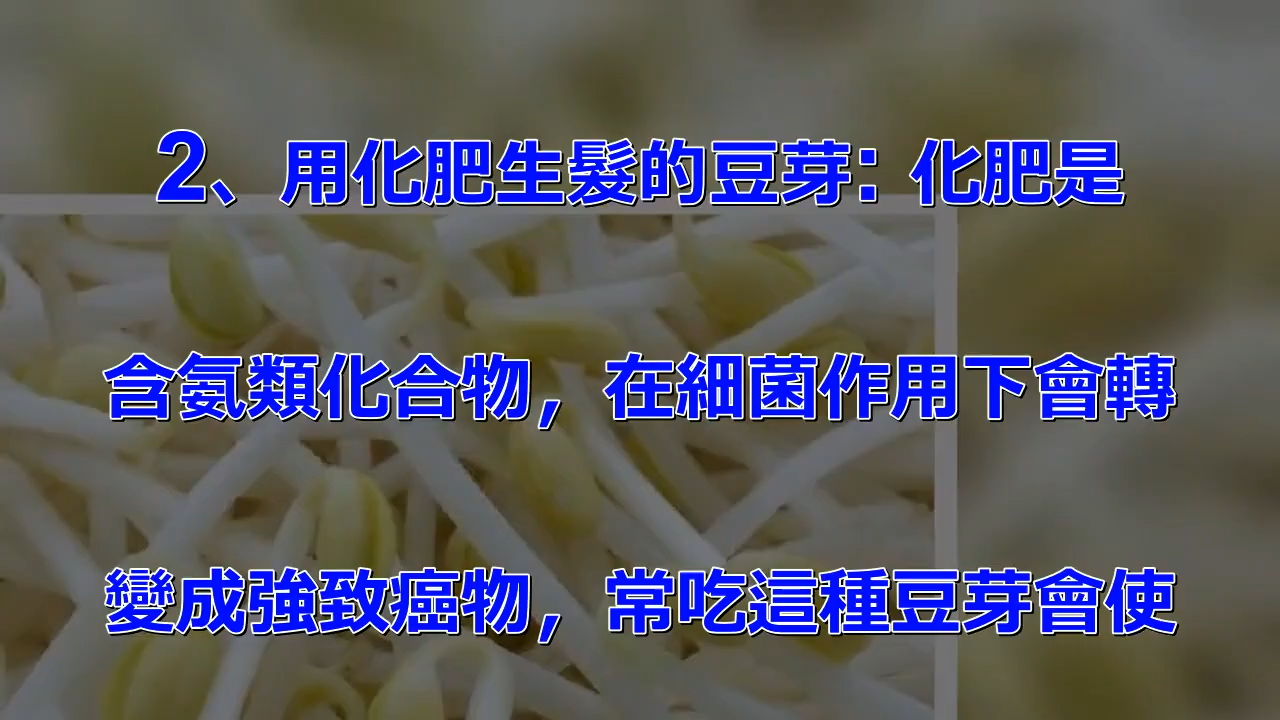 2、用化肥生髮的豆芽：化肥是
含氨類化合物，在細菌作用下會轉
變成強致癌物，常吃這種豆芽會使